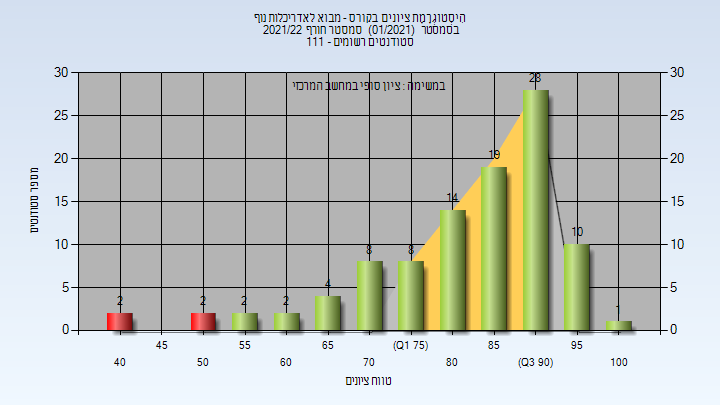 היסטוגרמת ציונים בקורס - מבוא לאדריכלות נוף
בסמסטר (01/2021) סמסטר חורף 2021/22
סטודנטים רשומים - 111
במשימה : ציון סופי במחשב המרכזי
30 30
25 25
20 20
15 15
10 10
5 5
0 0
מספר סטודנטים
2 2 2 2 4 8 8 14 19 28 10 1
45 55 65 (Q1 75) 85 95
40 50 60 70 80 (Q3 90) 100
טווח ציונים